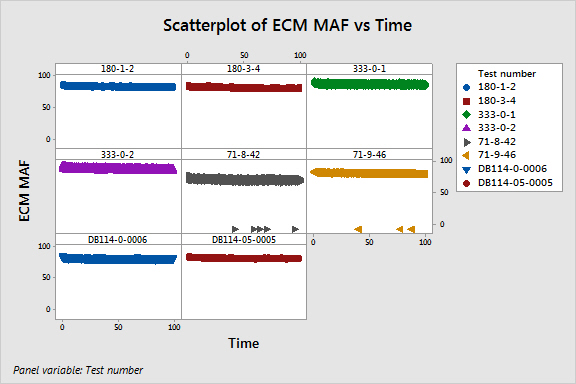 Scatterplot of ECM MAF vs Time
0 50 100
180-1-2 180-3-4 333-0-1
100
50
0
333-0-2 71-8-42 71-9-46
100
50
0
DB114-0-0006 DB114-05-0005
0 50 100
100
50
0
0 50 100
ECM MAF
Time
Test number
180-1-2
180-3-4
333-0-1
333-0-2
71-8-42
71-9-46
DB114-0-0006
DB114-05-0005
Panel variable: Test number